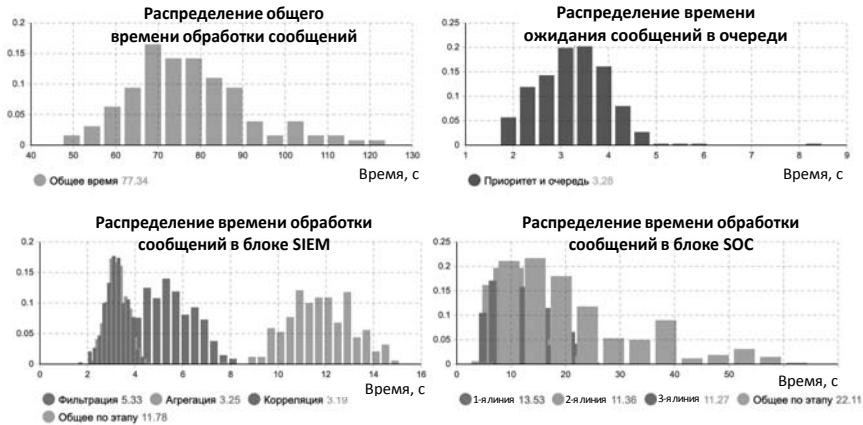 Распределение общего
времени обработки сообщений
0.2
0.15
0.1
0.05
0
40 50 60 70 80 90 100 110 120 130
Время, с
Общее время 77.34
Распределение времени
ожидания сообщений в очереди
0.25
0.2
0.15
0.1
0.05
0
1 2 3 4 5 6 7 8 9
Время, с
Приоритет и очередь 3.28
Распределение времени обработки
сообщений в блоке SIEM
0.2
0.15
0.1
0.05
0
0 2 4 6 8 10 12 14 16
Время, с
Фильтрация 5.33 Агрегация 3.25 Корреляция 3.19
Общее по этапу 11.78
Распределение времени обработки
сообщений в блоке SOC
0.25
0.2
0.15
0.1
0.05
0
0 10 20 30 40 50
Время, с
1-я линия 13.53 2-я линия 11.36 3-я линия 11.27 Общее по этапу 22.11